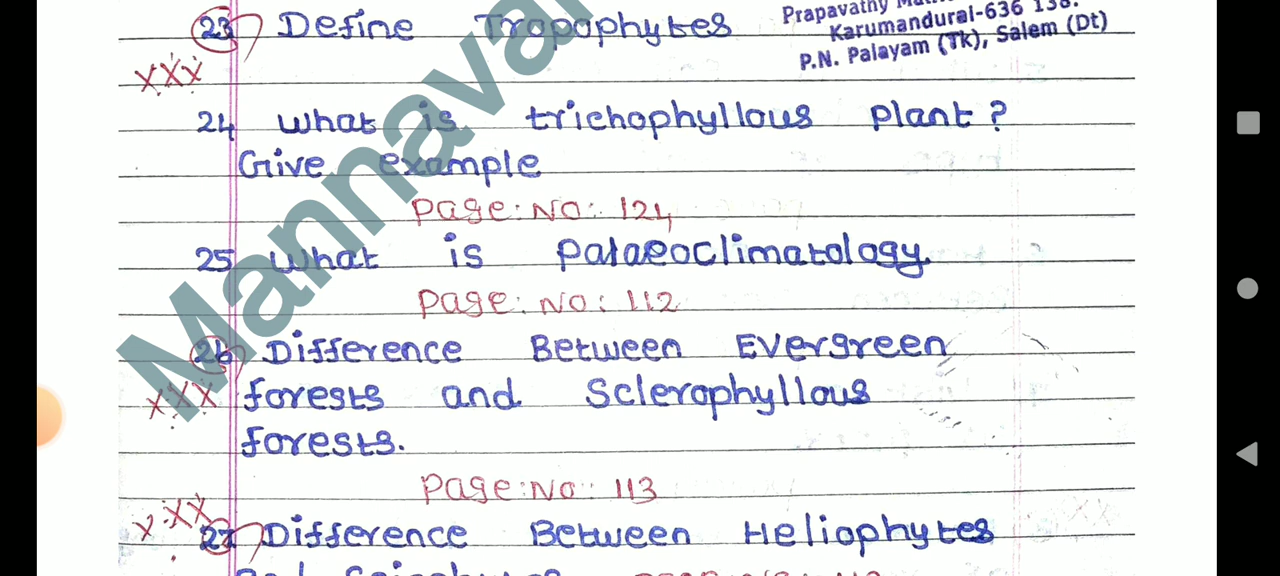 Prapavathy
Karumandural-636 138.
P.N. Palayam (Tk), Salem (Dt)
23 Define Tropophytes
XXX
24 What is trichophyllous plant?
Give example
Page: No: 124
25 What is palaeoclimatology.
Page: No: 112
26 Difference Between Evergreen
XXX forests and Sclerophyllous
forests.
Page: No: 113
XXX
27 Difference Between Heliophytes
Mannava